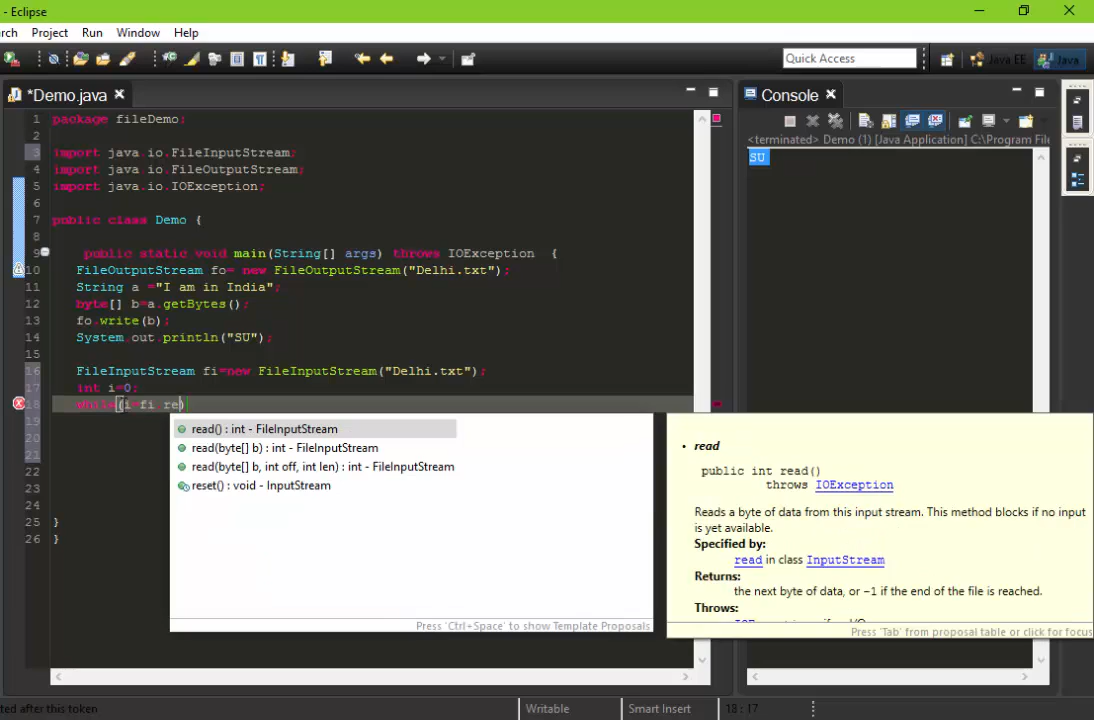 - Eclipse
rch Project Run Window Help
Quick Access
Java EE
Java
*Demo.java
Console
<terminated> Demo (1) [Java Application] C:\Program File
SU
1 package fileDemo;
2
3 import java.io.FileInputStream;
4 import java.io.FileOutputStream;
5 import java.io.IOException;
6
7 public class Demo {
8
9 public static void main(String[] args) throws IOException {
10 FileOutputStream fo= new FileOutputStream("Delhi.txt");
11 String a ="I am in India";
12 byte[] b=a.getBytes();
13 fo.write(b);
14 System.out.println("SU");
15
16 FileInputStream fi=new FileInputStream("Delhi.txt");
17 int i=0;
18 while(i=fi.re)
20
21
22
23
24
25 }
26 }
read() : int - FileInputStream
read(byte[] b) : int - FileInputStream
read(byte[] b, int off, int len) : int - FileInputStream
reset() : void - InputStream
Press 'Ctrl+Space' to show Template Proposals
• read
public int read()
throws IOException
Reads a byte of data from this input stream. This method blocks if no input
is yet available.
Specified by:
read in class InputStream
Returns:
the next byte of data, or −1 if the end of the file is reached.
Throws:
Press 'Tab' from proposal table or click for focus
ted after this token
Writable
Smart Insert
18 : 17